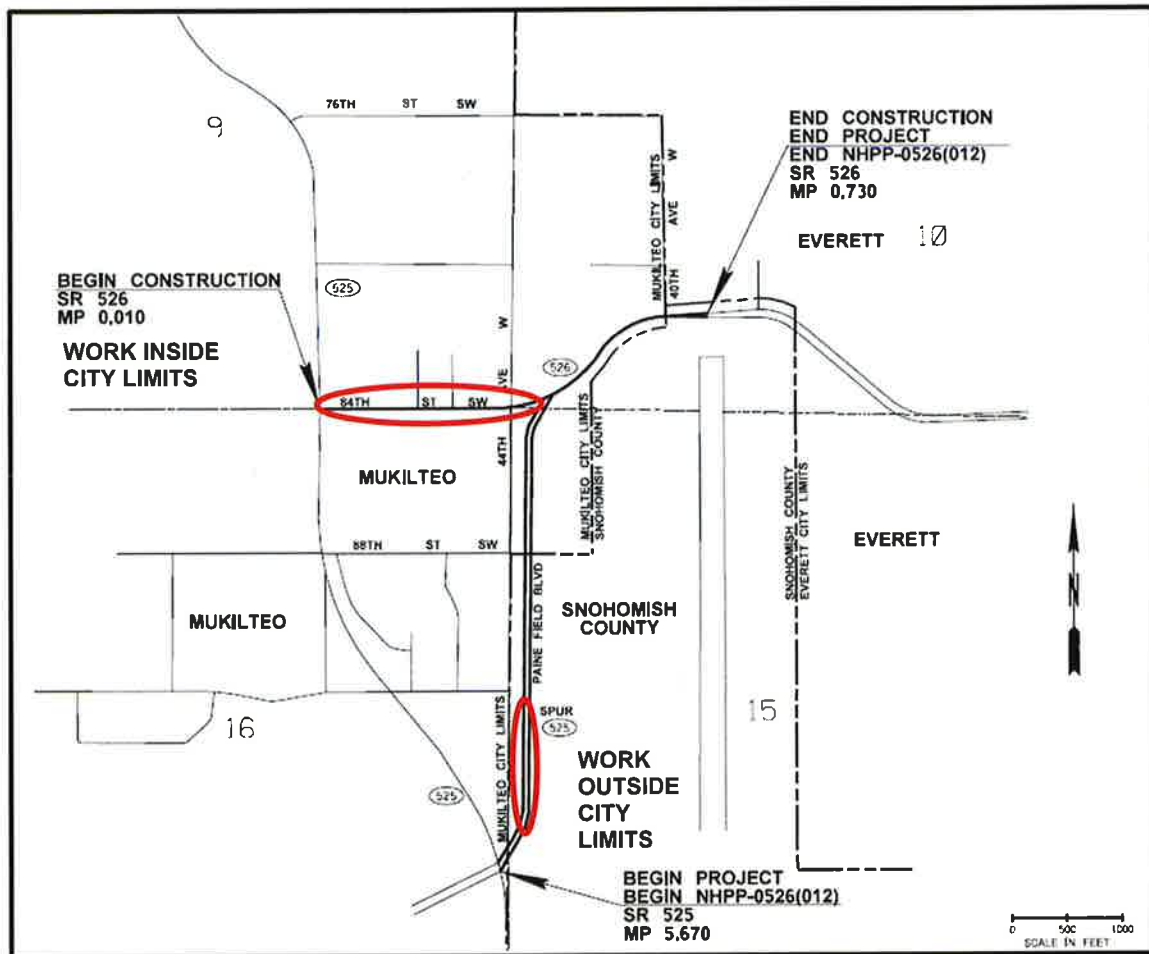 76TH ST SW
9
END CONSTRUCTION
END PROJECT
END NHPP-0526(012)
SR 526
MP 0.730
MUKILTEO CITY LIMITS
40TH AVE W
EVERETT 10
BEGIN CONSTRUCTION
SR 526
MP 0.010
525
WORK INSIDE
CITY LIMITS
44TH AVE W
526
84TH ST SW
MUKILTEO
MUKILTEO CITY LIMITS
SNOHOMISH COUNTY
SNOHOMISH COUNTY
EVERETT CITY LIMITS
EVERETT
88TH ST SW
MUKILTEO
PAINE FIELD BLVD
SNOHOMISH
COUNTY
N
16
MUKILTEO CITY LIMITS
SPUR
525
15
525
WORK
OUTSIDE
CITY
LIMITS
BEGIN PROJECT
BEGIN NHPP-0526(012)
SR 525
MP 5.670
0 500 1000
SCALE IN FEET